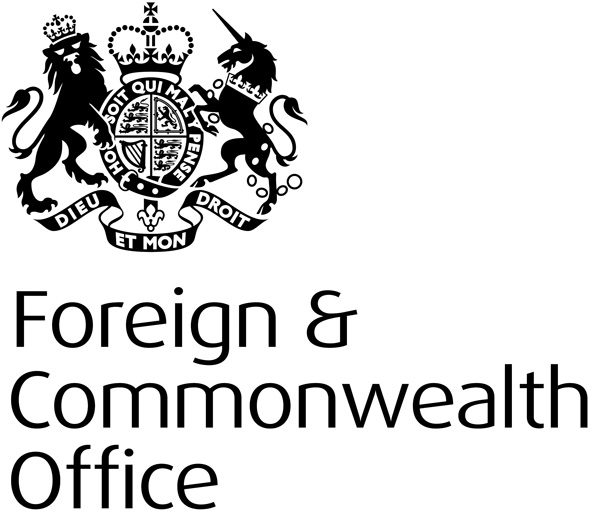 HONI SOIT QUI MAL Y PENSE
DIEU ET MON DROIT
Foreign &
Commonwealth
Office